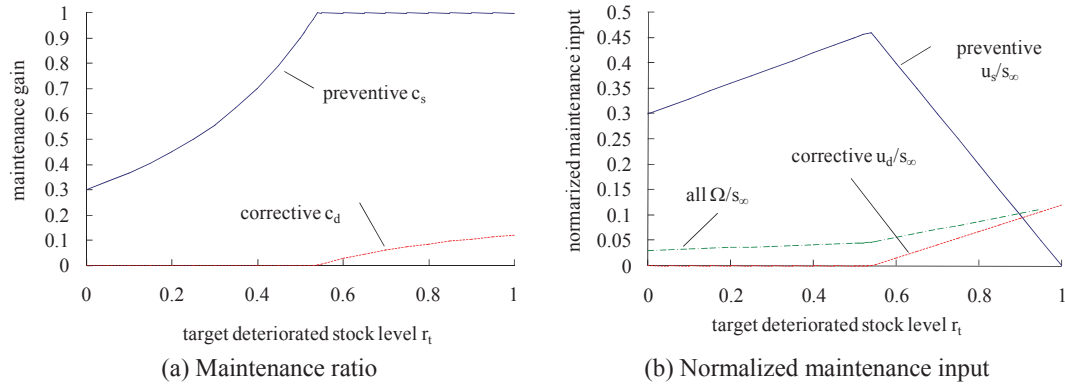 1
0.9
0.8
0.7
0.6
0.5
0.4
0.3
0.2
0.1
0
maintenance gain
preventive cs
corrective cd
0 0.2 0.4 0.6 0.8 1
target deteriorated stock level rt
(a) Maintenance ratio
0.5
0.45
0.4
0.35
0.3
0.25
0.2
0.15
0.1
0.05
0
normarized maintenance input
preventive
us/s∞
corrective ud/s∞
all Ω/s∞
0 0.2 0.4 0.6 0.8 1
target deteriorated stock level rt
(b) Normalized maintenance input